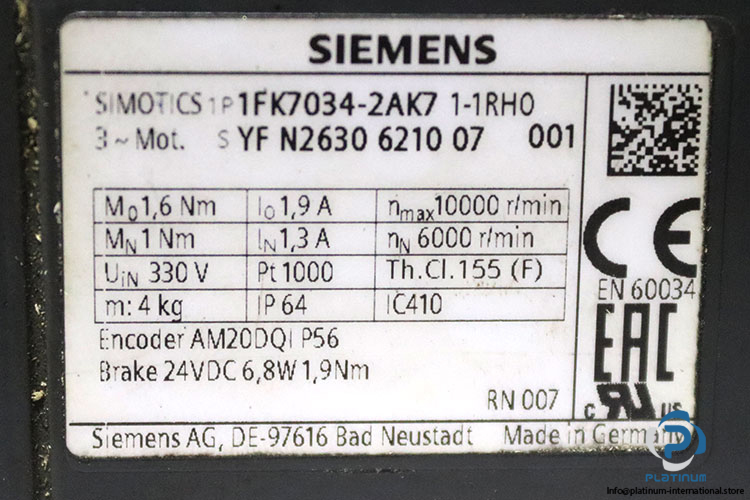 SIEMENS
SIMOTICS 1P 1FK7034-2AK7 1-1RH0
3 ~ Mot. S YF N2630 6210 07 001
M0 1,6 Nm I0 1,9 A nmax 10000 r/min
MN 1 Nm IN 1,3 A nN 6000 r/min
UiN 330 V Pt 1000 Th.Cl.155 (F)
m: 4 kg IP 64 IC410
CE
EN 60034
Encoder AM20DQI P56
EAC
Brake 24VDC 6,8W 1,9Nm
RN 007
c RU US
Siemens AG, DE-97616 Bad Neustadt Made in Germany
PLATINUM
Info@platinum-international.store